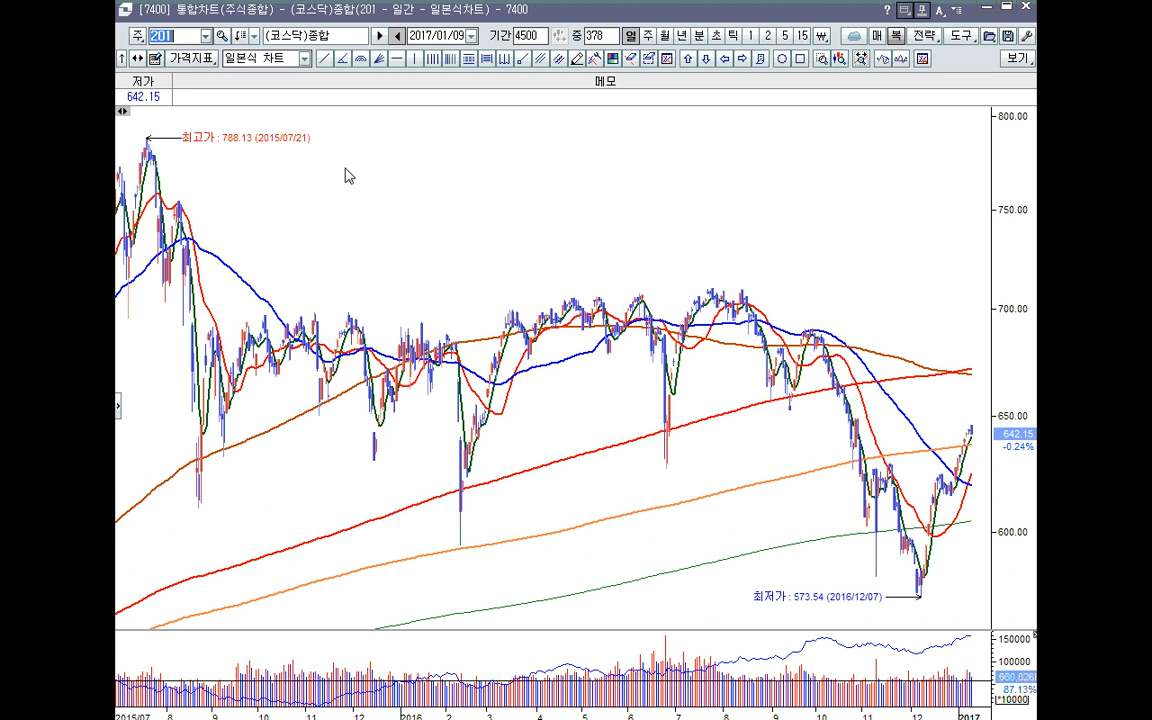 [7400] 통합차트(주식종합) - (코스닥)종합(201 - 일간 - 일본식차트) - 7400
주 201 (코스닥)종합 2017/01/09 기간 4500 중 378 일 주 월 년 분 초 틱 1 2 5 15 매 복 전략 도구
가격지표 일본식 차트 보기
저가 메모
642.15
800.00
최고가 : 788.13 (2015/07/21)
750.00
700.00
650.00
642.15
-0.24%
600.00
최저가 : 573.54 (2016/12/07)
150000
100000
660,826
87.13%
*10000
2015/07 8 9 10 11 12 2016 2 3 4 5 6 7 8 9 10 11 12 2017